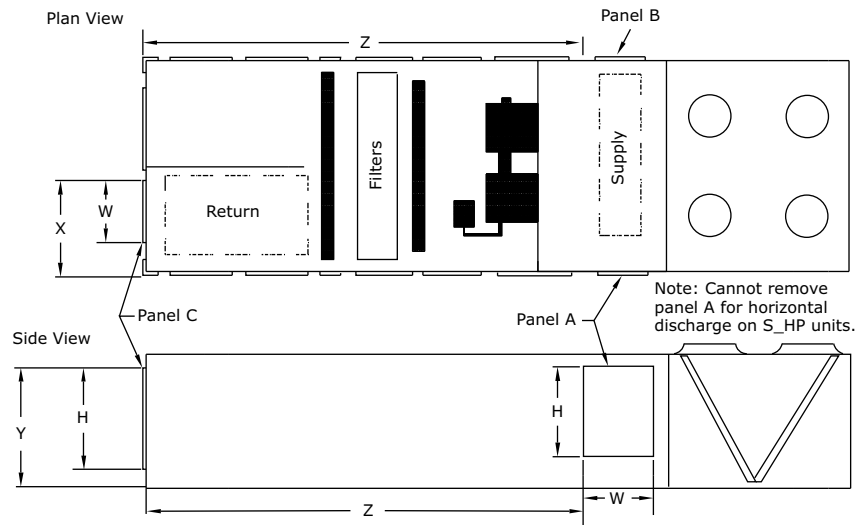 Plan View
Panel B
Z
Filters
Supply
Return
X
W
Panel C
Panel A
Note: Cannot remove
panel A for horizontal
discharge on S_HP units.
Side View
Y
H
H
W
Z